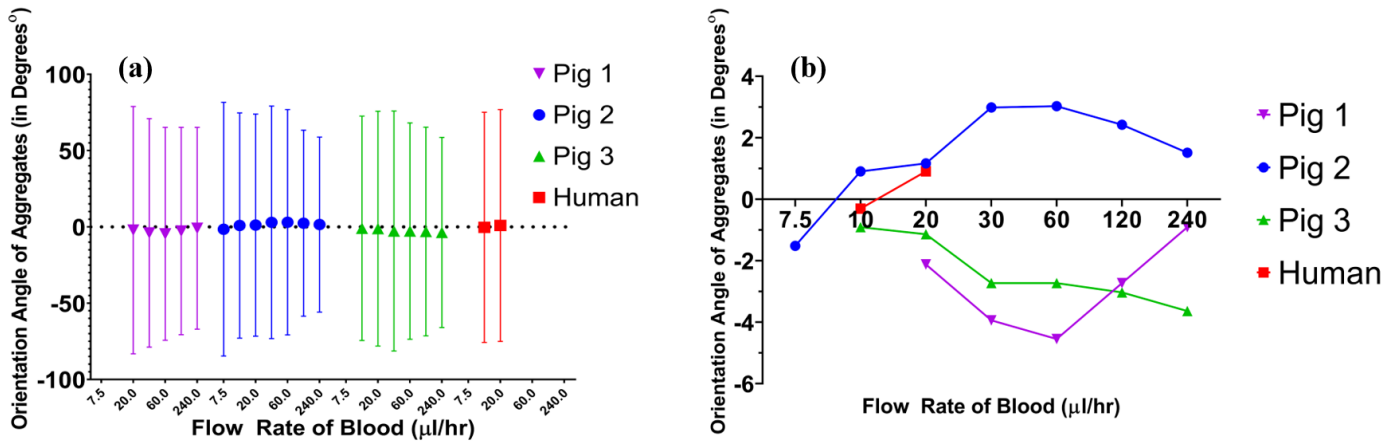 (a)
Orientation Angle of Aggregates (in Degreesº)
100
50
0
-50
-100
7.5 20.0 60.0 240.0 7.5 20.0 60.0 240.0 7.5 20.0 60.0 240.0 7.5 20.0 60.0 240.0
Flow Rate of Blood (μl/hr)
Pig 1
Pig 2
Pig 3
Human
(b)
Orientation Angle of Aggregates (in Degreesº)
4
2
0
-2
-4
-6
7.5 10 20 30 60 120 240
Flow Rate of Blood (μl/hr)
Pig 1
Pig 2
Pig 3
Human